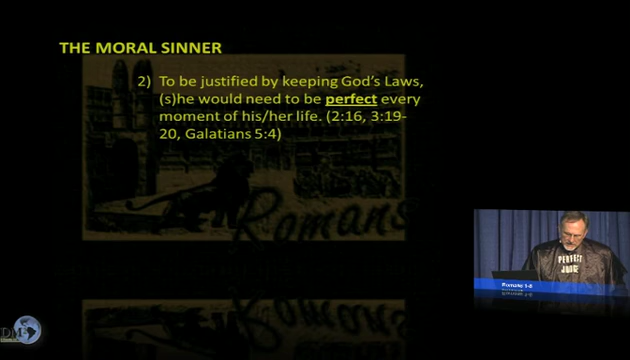 THE MORAL SINNER
2) To be justified by keeping God's Laws,
(s)he would need to be perfect every
moment of his/her life. (2:16, 3:19-
20, Galatians 5:4)
Romans
PERFECT
JUDGE
Romans 1-8
DM